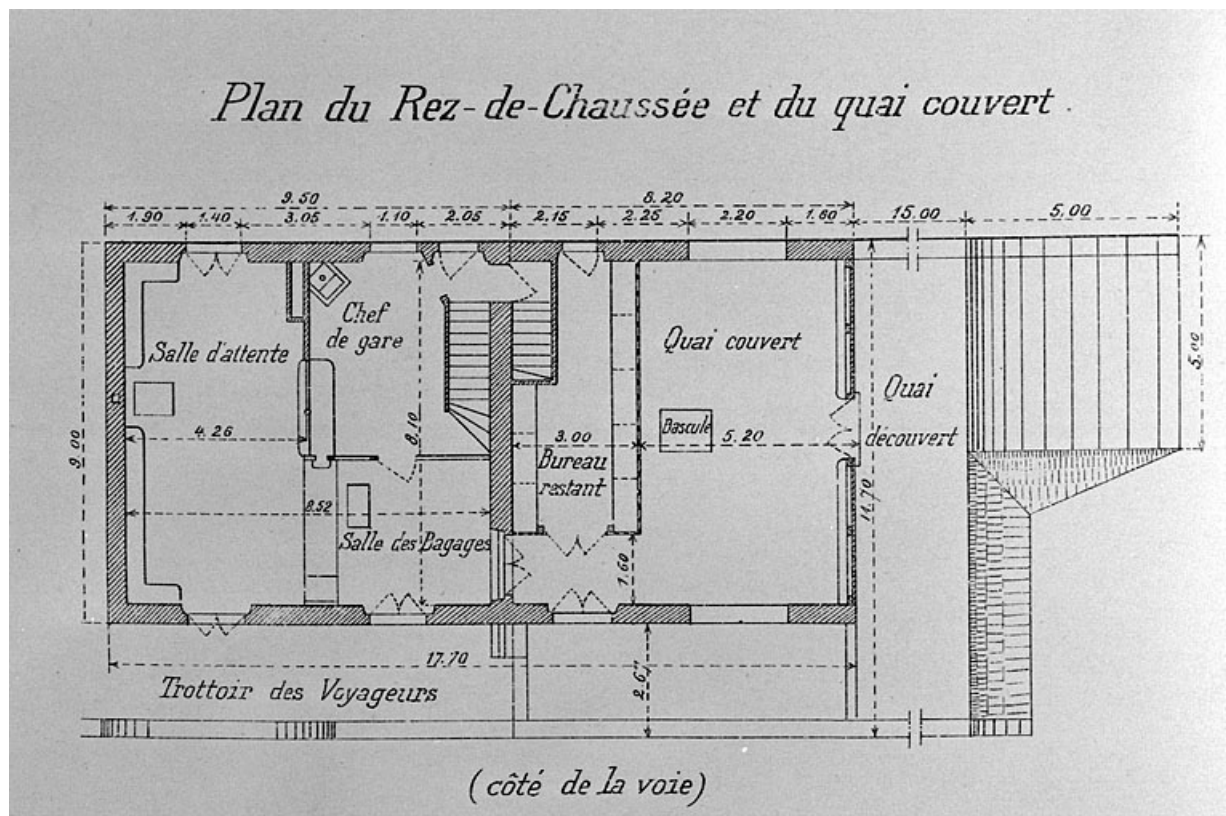 Plan du Rez-de-Chaussée et du quai couvert
9.50 8.20
1.90 1.40 3.05 1.10 2.05 2.15 2.25 2.20 1.60 15.00 5.00
Chef
de gare
Salle d'attente
Quai couvert
5.00
Quai
découvert
9.00
4.26
8.10
3.00
Bascule
5.20
Bureau
restant
14.70
8.52
Salle des Bagages
1.60
17.70
2.67
Trottoir des Voyageurs
(côté de la voie)